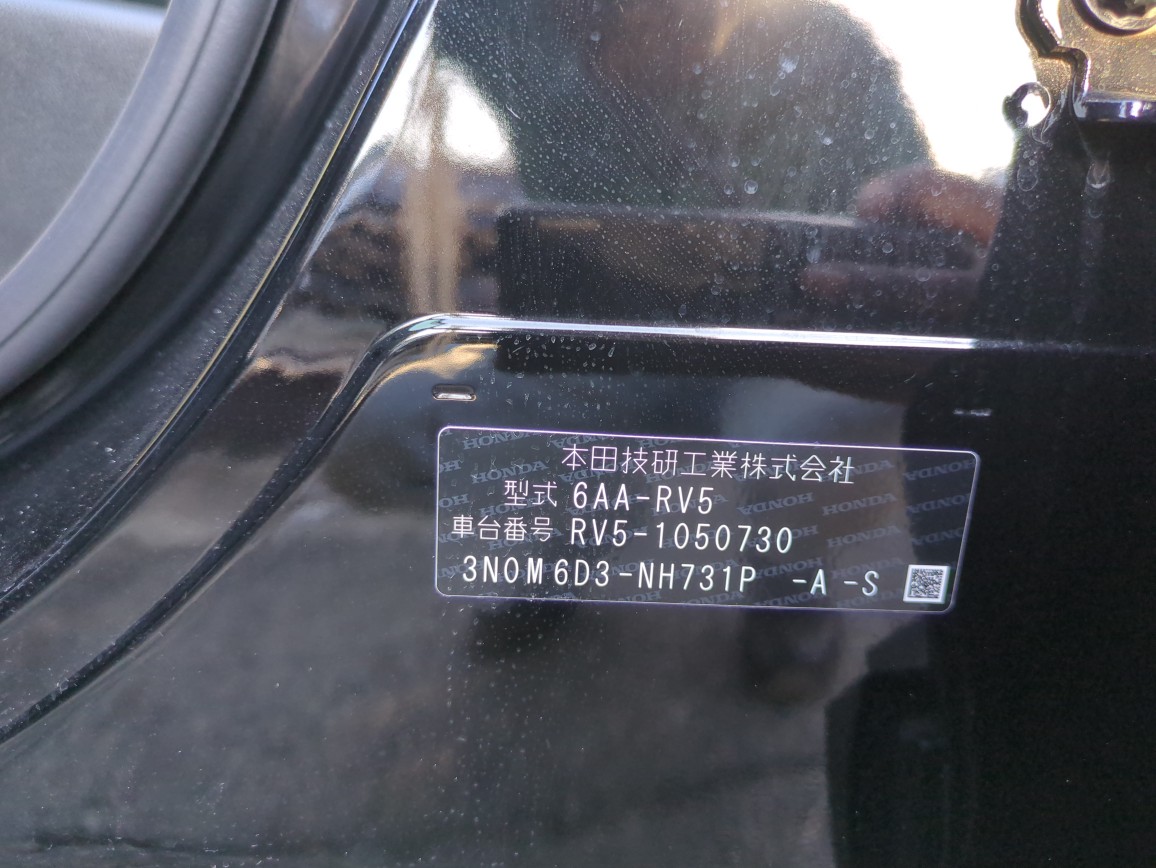 本田技研工業株式会社
型式 6AA-RV5
車台番号 RV5-1050730
3N0M6D3-NH731P -A -S